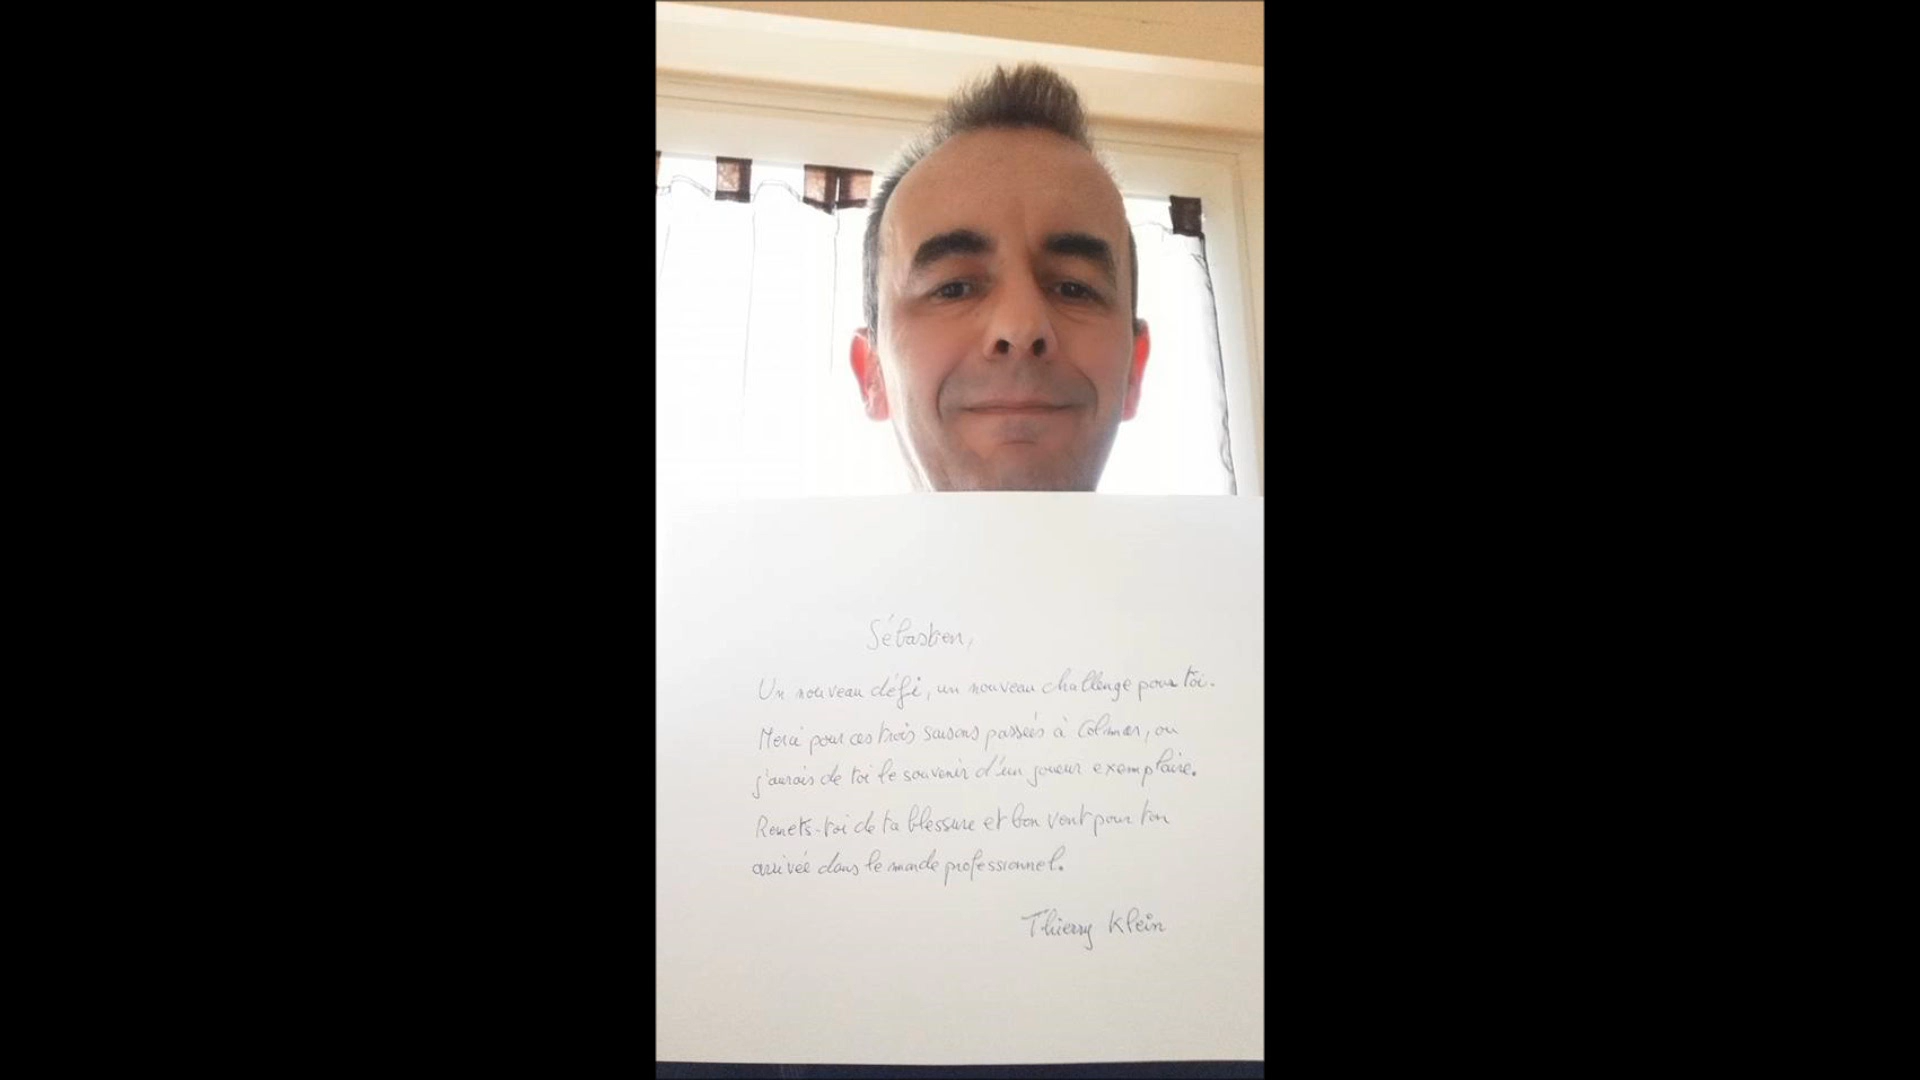 Sébastien,
Un nouveau défi, un nouveau challenge pour toi.
Merci pour ces trois saisons passées à Colmar, ou
j'aurais de toi le souvenir d'un joueur exemplaire.
Remets-toi de ta blessure et bon vent pour ton
arrivée dans le monde professionnel.
Thierry Klein